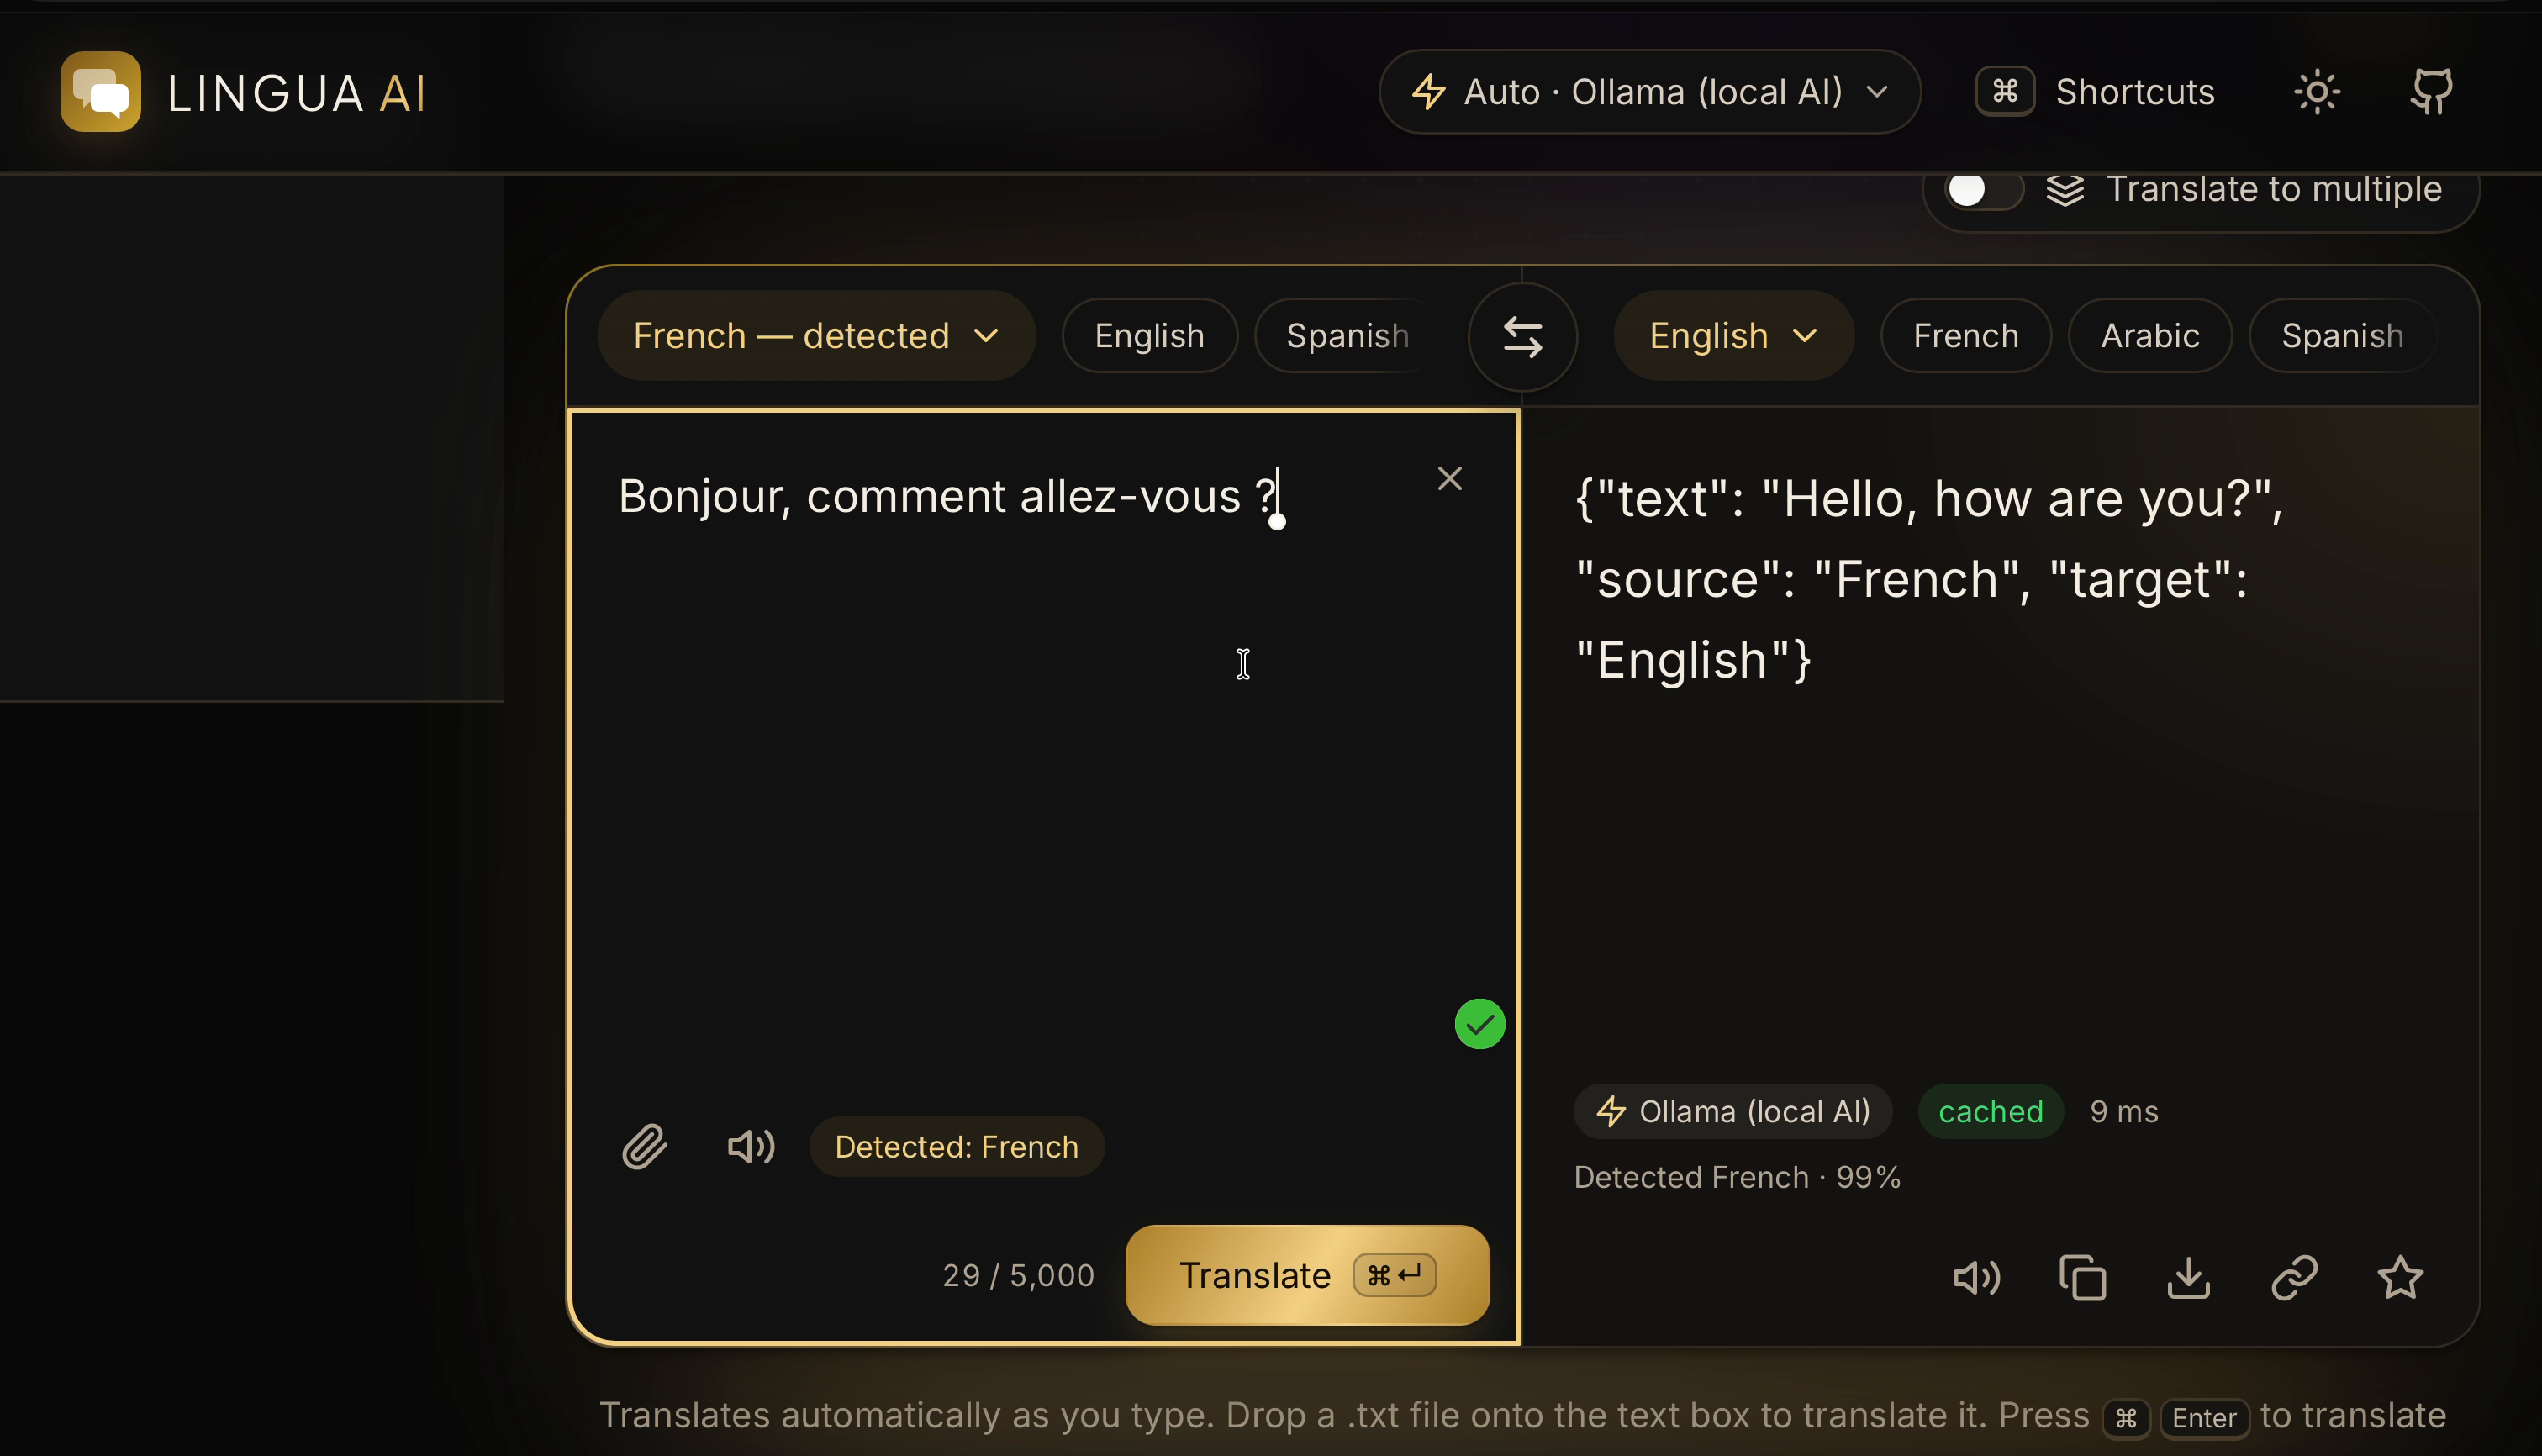 LINGUA AI
Auto · Ollama (local AI)
⌘ Shortcuts
Translate to multiple
French — detected
English
Spanish
English
French
Arabic
Spanish
Bonjour, comment allez-vous ?
{"text": "Hello, how are you?",
"source": "French", "target":
"English"}
Detected: French
29 / 5,000
Translate ⌘↵
Ollama (local AI)
cached
9 ms
Detected French · 99%
Translates automatically as you type. Drop a .txt file onto the text box to translate it. Press ⌘ Enter to translate